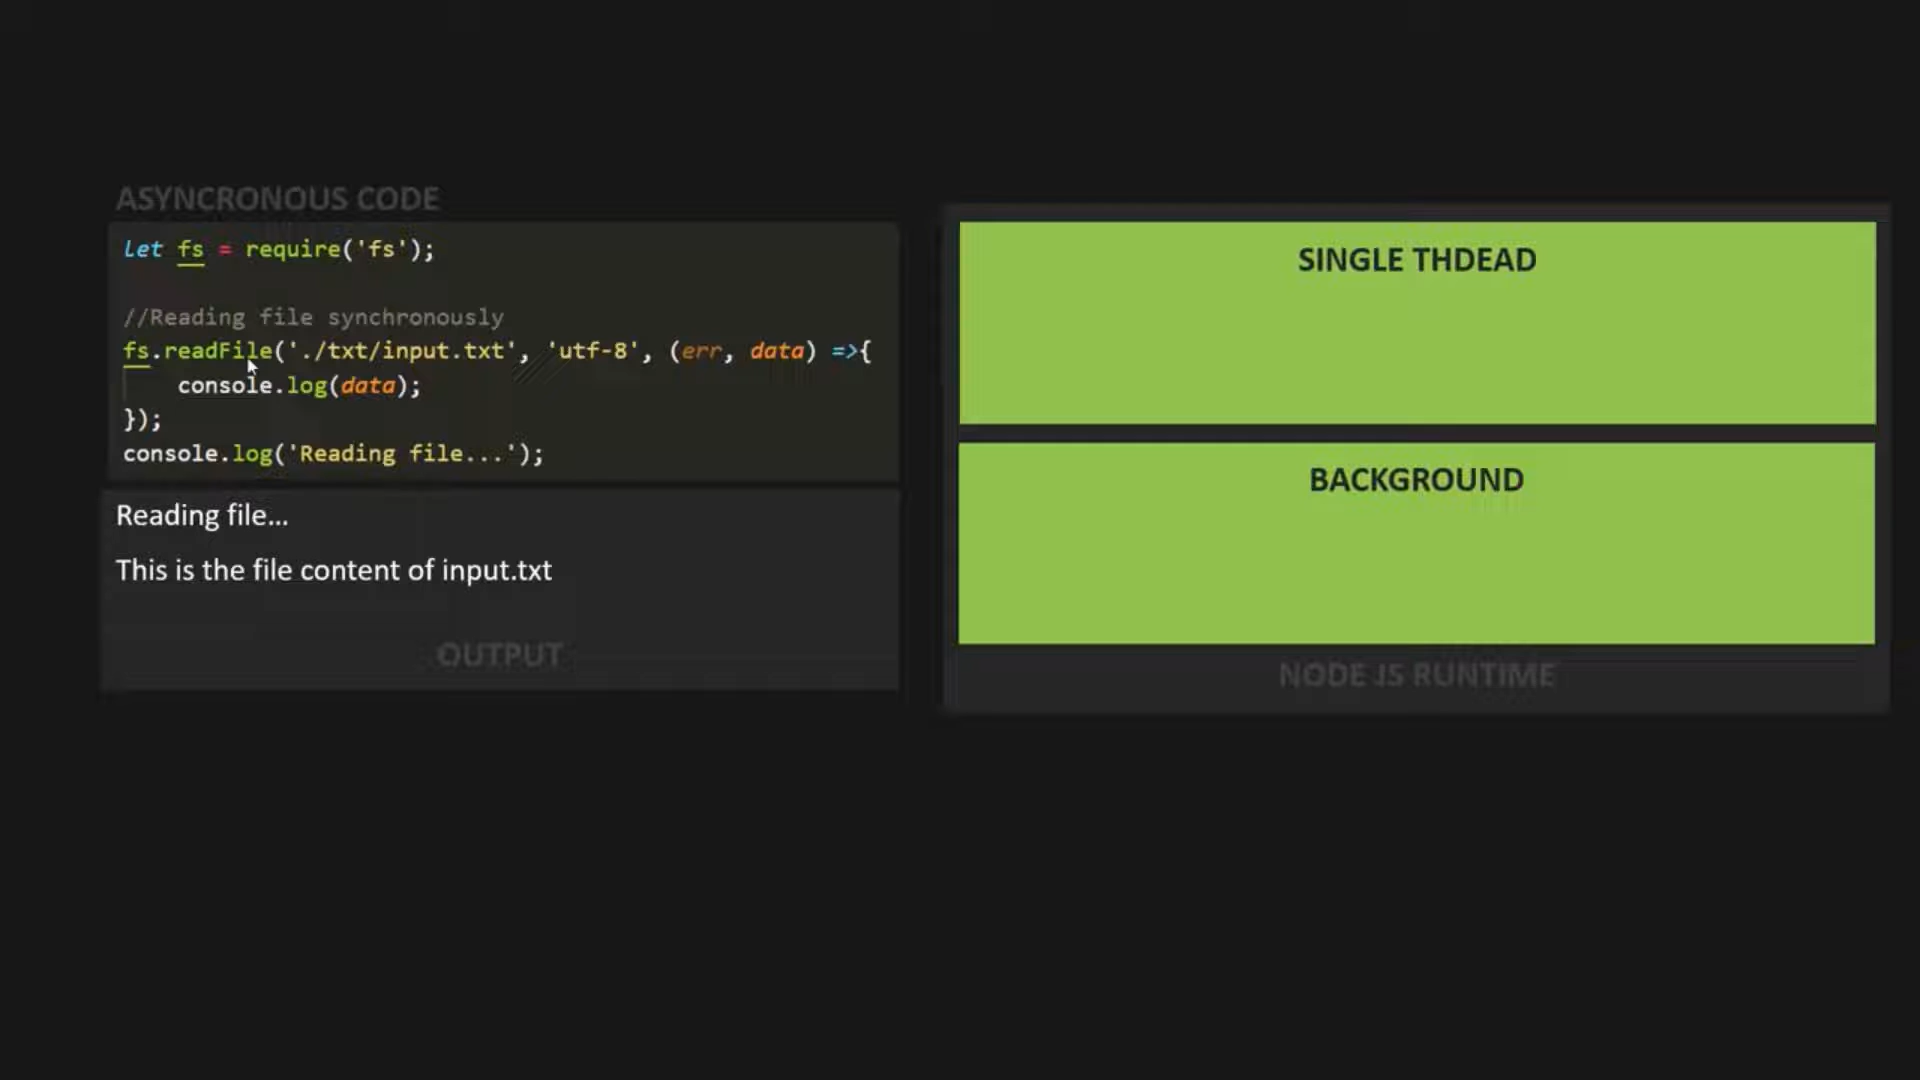 ASYNCRONOUS CODE
let fs = require('fs');
//Reading file synchronously
fs.readFile('./txt/input.txt', 'utf-8', (err, data) =>{
    console.log(data);
});
console.log('Reading file...');
Reading file...
This is the file content of input.txt
OUTPUT
SINGLE THDEAD
BACKGROUND
NODE JS RUNTIME